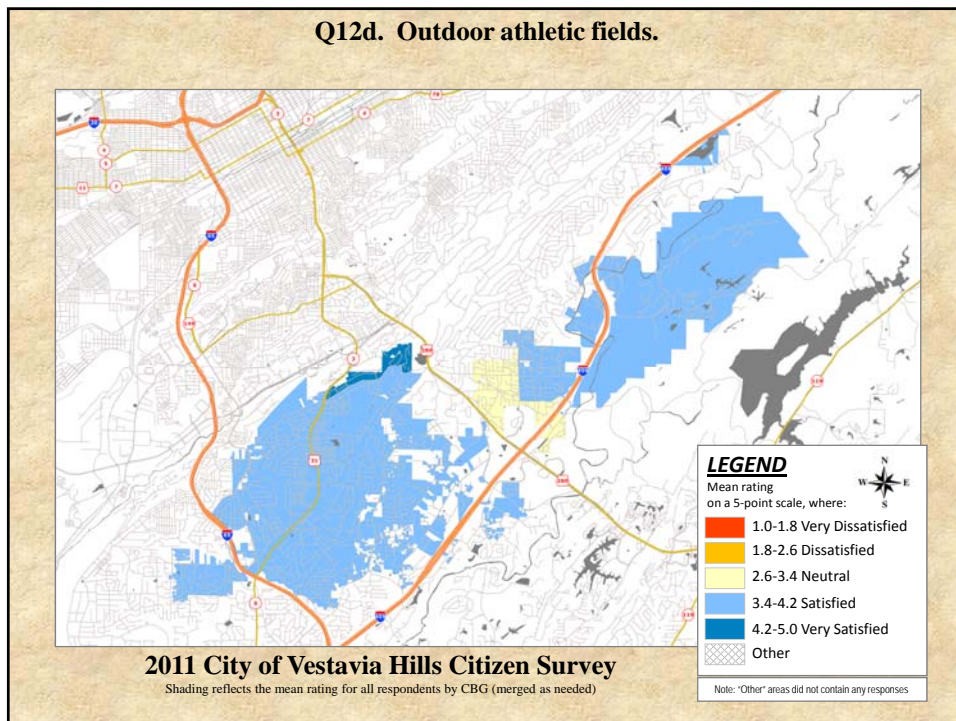 Q12d. Outdoor athletic fields.
LEGEND
Mean rating
on a 5-point scale, where:
N
W E
S
1.0-1.8 Very Dissatisfied
1.8-2.6 Dissatisfied
2.6-3.4 Neutral
3.4-4.2 Satisfied
4.2-5.0 Very Satisfied
Other
Note: "Other" areas did not contain any responses
2011 City of Vestavia Hills Citizen Survey
Shading reflects the mean rating for all respondents by CBG (merged as needed)